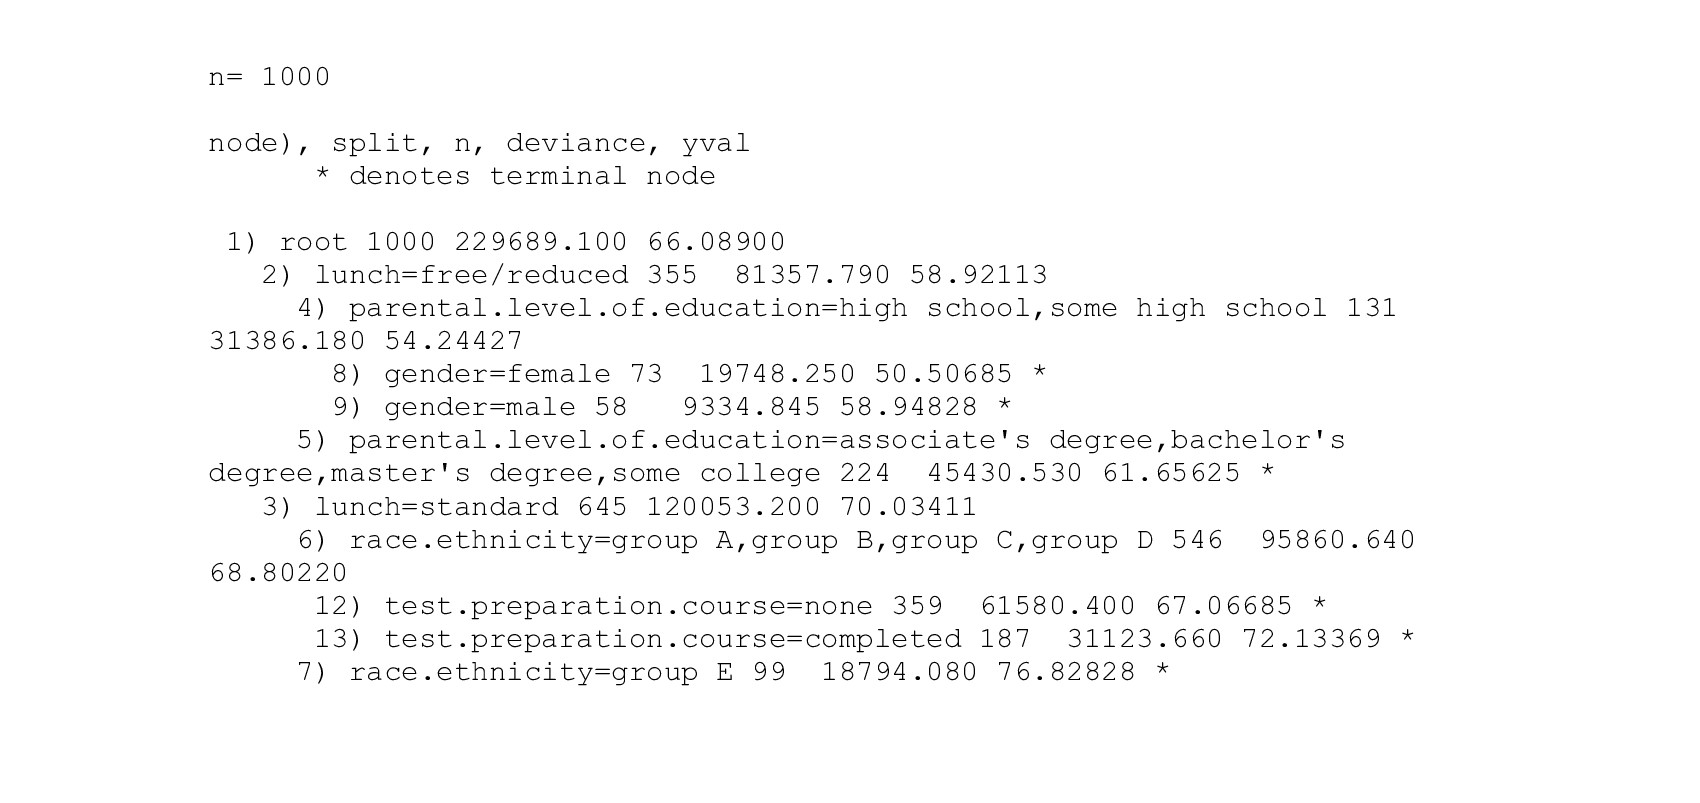 n= 1000
node), split, n, deviance, yval
* denotes terminal node
1) root 1000 229689.100 66.08900
2) lunch=free/reduced 355 81357.790 58.92113
4) parental.level.of.education=high school,some high school 131
31386.180 54.24427
8) gender=female 73 19748.250 50.50685 *
9) gender=male 58 9334.845 58.94828 *
5) parental.level.of.education=associate's degree,bachelor's
degree,master's degree,some college 224 45430.530 61.65625 *
3) lunch=standard 645 120053.200 70.03411
6) race.ethnicity=group A,group B,group C,group D 546 95860.640
68.80220
12) test.preparation.course=none 359 61580.400 67.06685 *
13) test.preparation.course=completed 187 31123.660 72.13369 *
7) race.ethnicity=group E 99 18794.080 76.82828 *